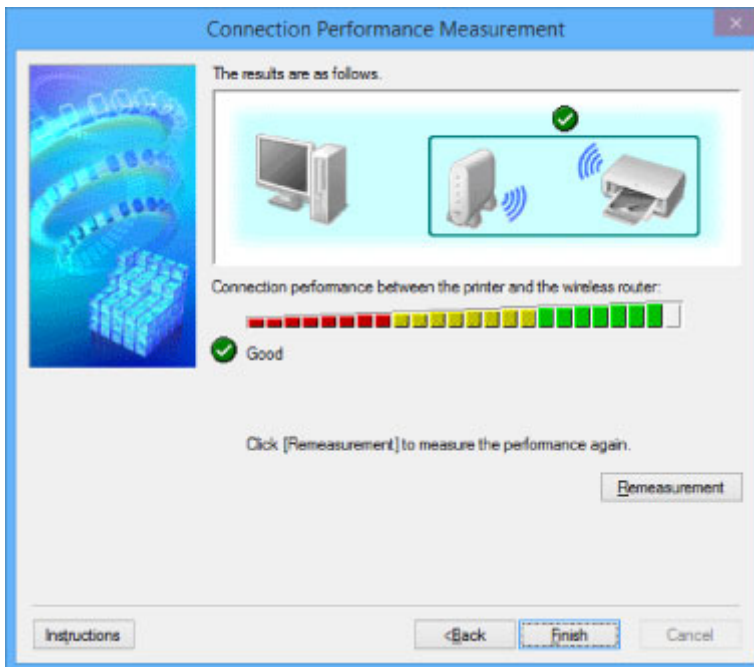 Connection Performance Measurement
The results are as follows.
Connection performance between the printer and the wireless router:
Good
Click [Remeasurement] to measure the performance again.
Remeasurement
Instructions
<Back
Finish
Cancel